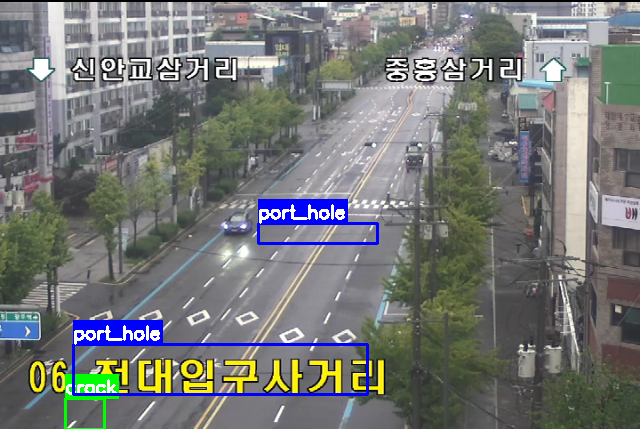 신안교삼거리
중흥삼거리
port_hole
port_hole
06 전대입구사거리
crack